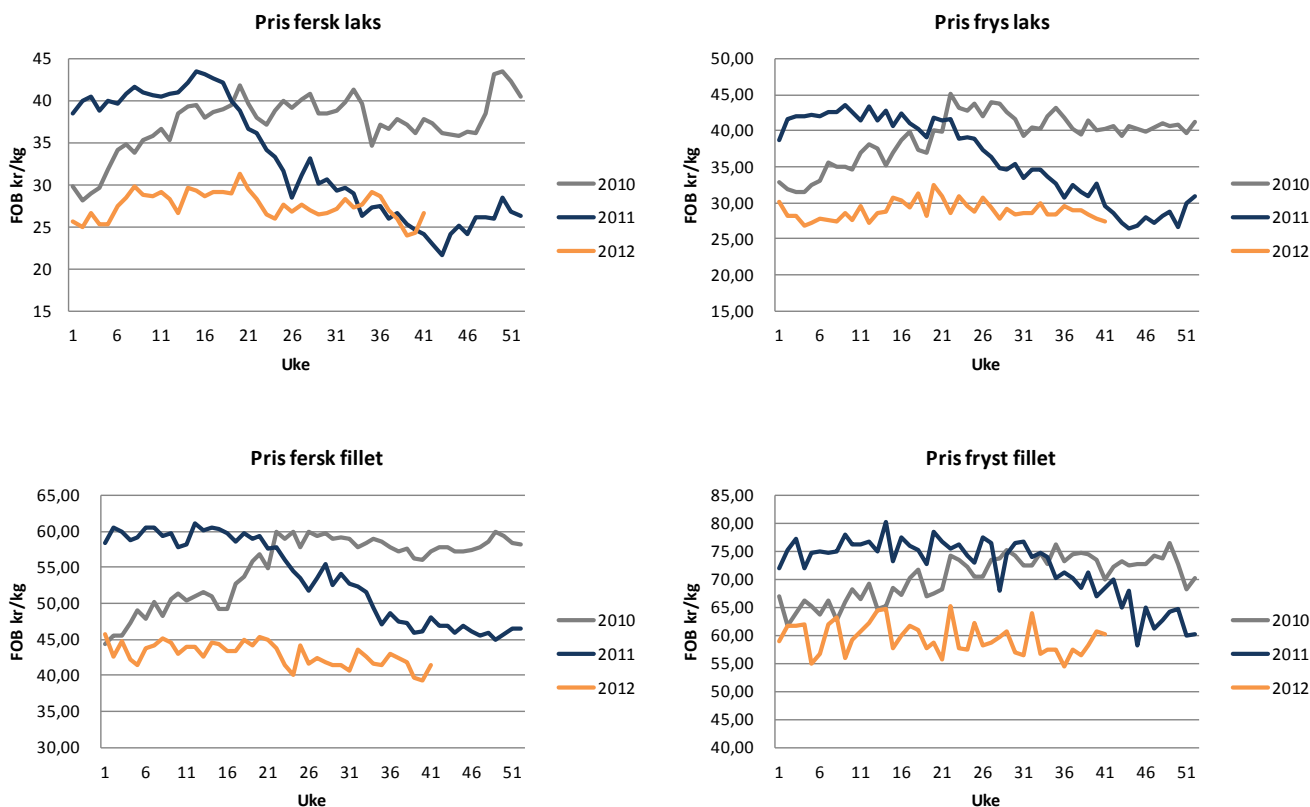 Pris fersk laks
45
40
35
30
25
20
15
FOB kr/kg
1 6 11 16 21 26 31 36 41 46 51
Uke
2010
2011
2012
Pris frys laks
50,00
45,00
40,00
35,00
30,00
25,00
20,00
15,00
FOB kr/kg
1 6 11 16 21 26 31 36 41 46 51
Uke
2010
2011
2012
Pris fersk fillet
65,00
60,00
55,00
50,00
45,00
40,00
35,00
30,00
FOB kr/kg
1 6 11 16 21 26 31 36 41 46 51
Uke
2010
2011
2012
Pris fryst fillet
85,00
80,00
75,00
70,00
65,00
60,00
55,00
50,00
45,00
40,00
FOB kr/kg
1 6 11 16 21 26 31 36 41 46 51
Uke
2010
2011
2012